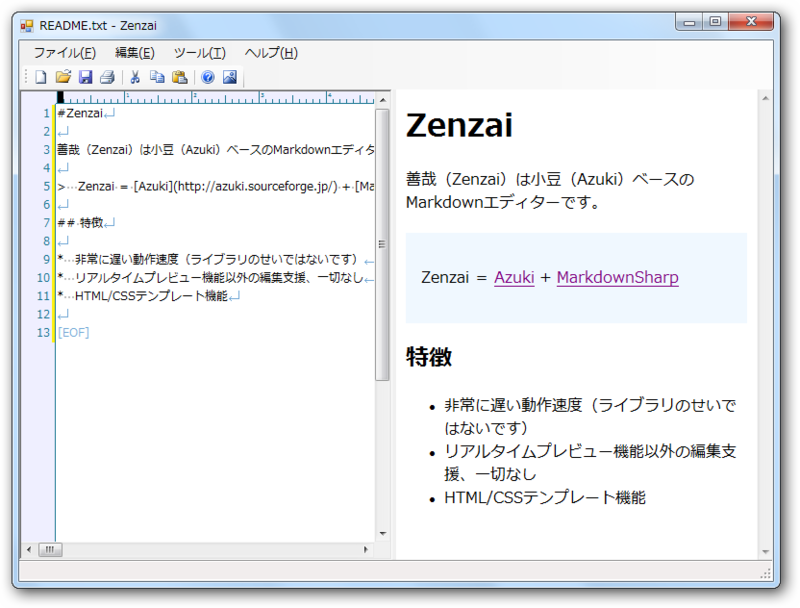 README.txt - Zenzai
ファイル(F) 編集(E) ツール(T) ヘルプ(H)
1 #Zenzai↵
2 ↵
3 善哉（Zenzai）は小豆（Azuki）ベースのMarkdownエディタ
4 ↵
5 > Zenzai = [Azuki](http://azuki.sourceforge.jp/) + [Ma
6 ↵
7 ## 特徴↵
8 ↵
9 * 非常に遅い動作速度（ライブラリのせいではないです）↵
10 * リアルタイムプレビュー機能以外の編集支援、一切なし↵
11 * HTML/CSSテンプレート機能↵
12 ↵
13 [EOF]
Zenzai
善哉（Zenzai）は小豆（Azuki）ベースの
Markdownエディターです。
Zenzai = Azuki + MarkdownSharp
特徴
• 非常に遅い動作速度（ライブラリのせいで
はないです）
• リアルタイムプレビュー機能以外の編集支
援、一切なし
• HTML/CSSテンプレート機能